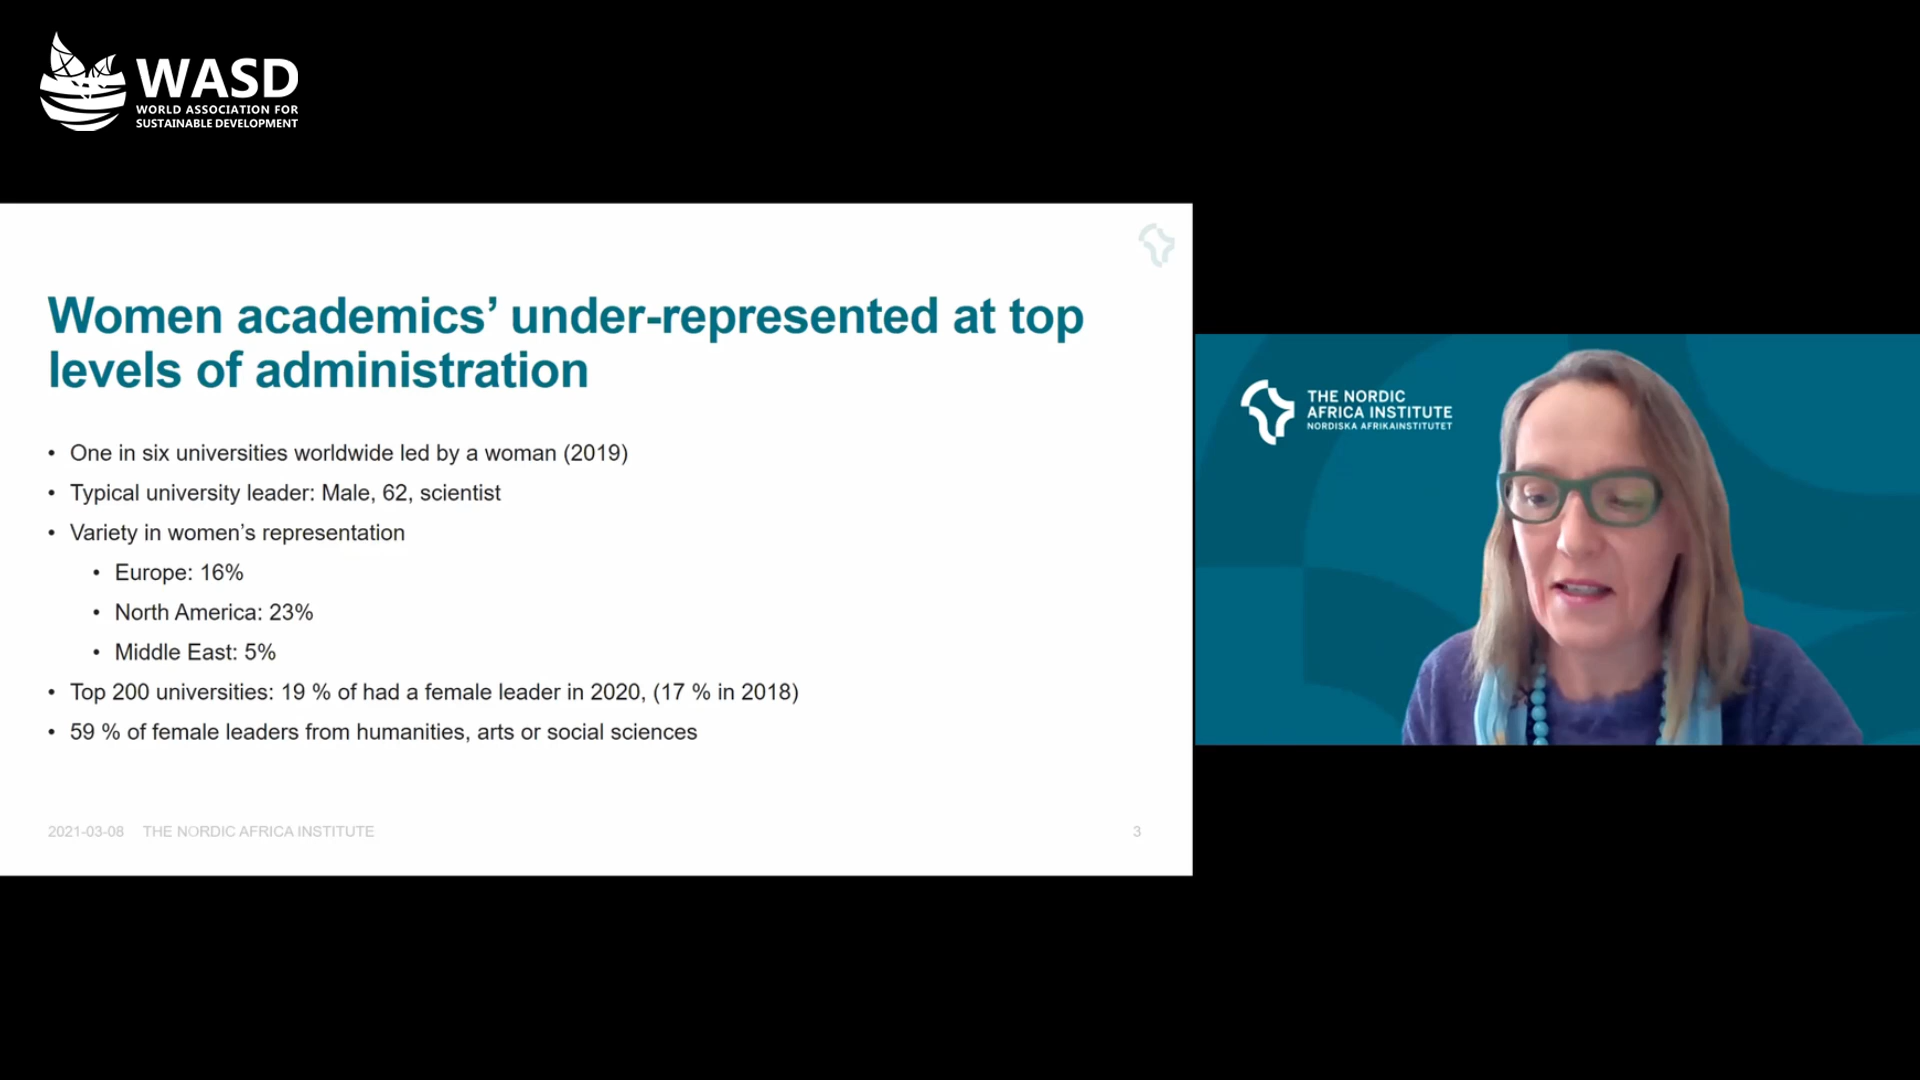 WASD
WORLD ASSOCIATION FOR
SUSTAINABLE DEVELOPMENT
Women academics’ under-represented at top
levels of administration
• One in six universities worldwide led by a woman (2019)
• Typical university leader: Male, 62, scientist
• Variety in women’s representation
• Europe: 16%
• North America: 23%
• Middle East: 5%
• Top 200 universities: 19 % of had a female leader in 2020, (17 % in 2018)
• 59 % of female leaders from humanities, arts or social sciences
2021-03-08 THE NORDIC AFRICA INSTITUTE 3
THE NORDIC
AFRICA INSTITUTE
NORDISKA AFRIKAINSTITUTET